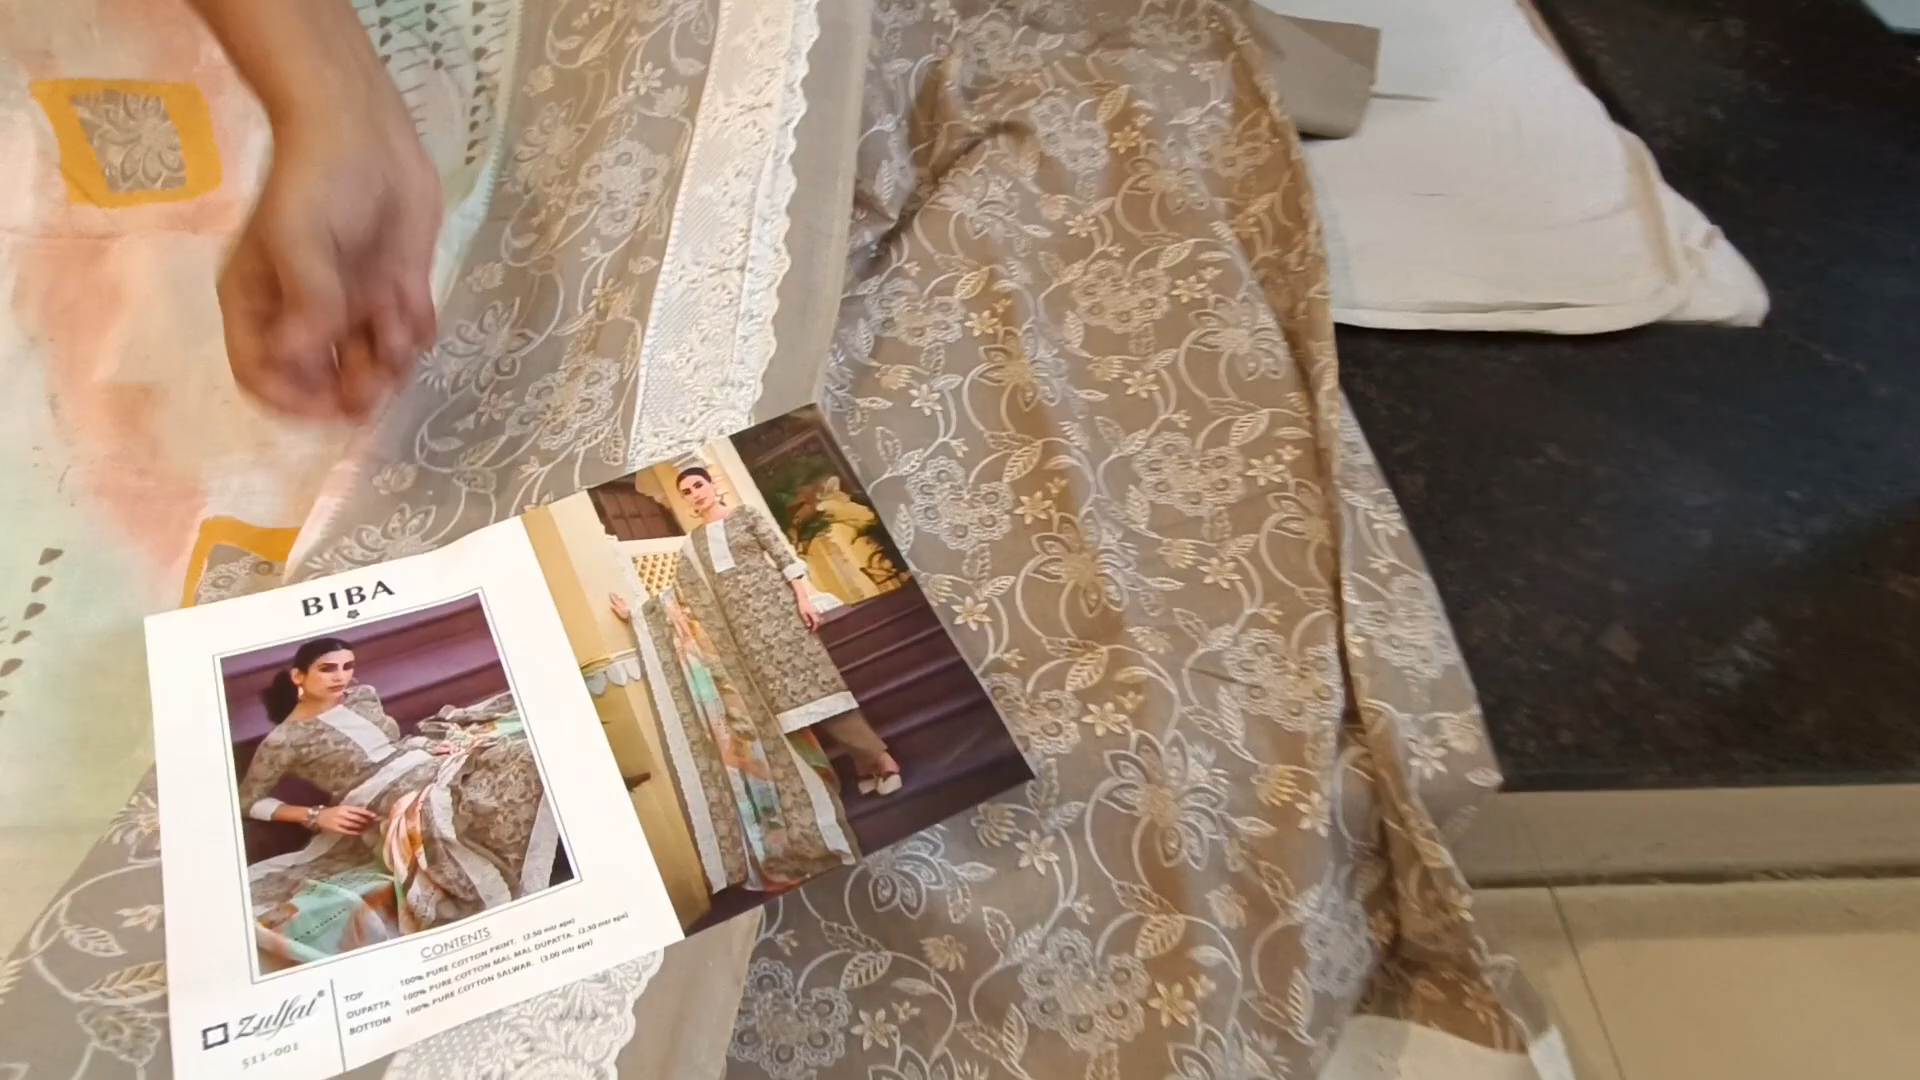 BIBA
CONTENTS
TOP 100% PURE COTTON PRINT. (2.50 mtr apx)
DUPATTA 100% PURE COTTON MAL MAL DUPATTA. (2.50 mtr apx)
BOTTOM 100% PURE COTTON SALWAR. (3.00 mtr apx)
Zulfat®
511-001